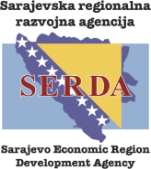 Sarajevska regionalna
razvojna agencija
SERDA
Sarajevo Economic Region
Development Agency